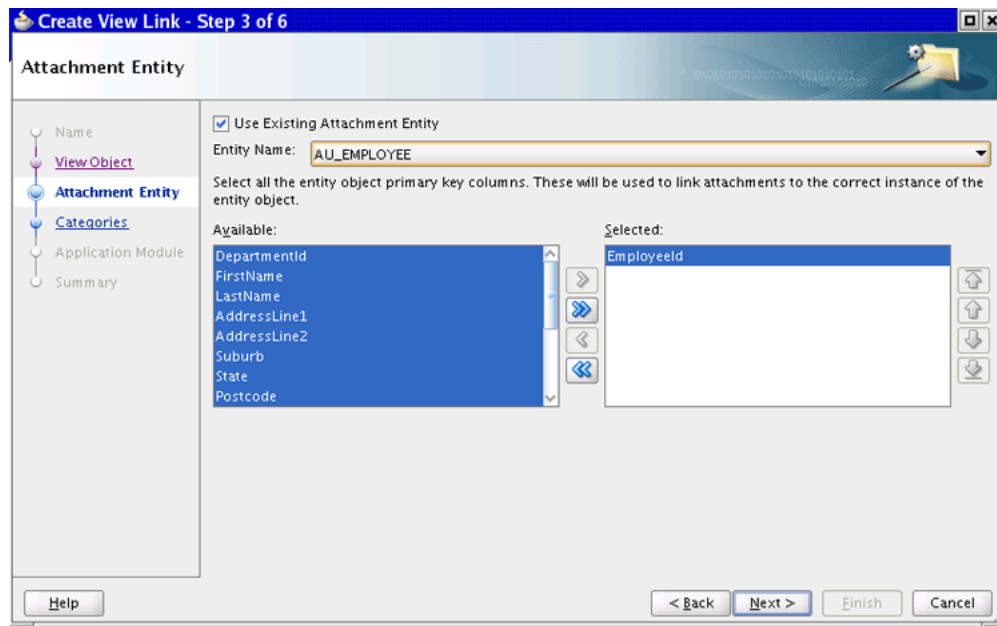 Create View Link - Step 3 of 6
Attachment Entity
Name
View Object
Attachment Entity
Categories
Application Module
Summary
Use Existing Attachment Entity
Entity Name: AU_EMPLOYEE
Select all the entity object primary key columns. These will be used to link attachments to the correct instance of the
entity object.
Available:
DepartmentId
FirstName
LastName
AddressLine1
AddressLine2
Suburb
State
Postcode
Selected:
EmployeeId
Help
< Back
Next >
Finish
Cancel